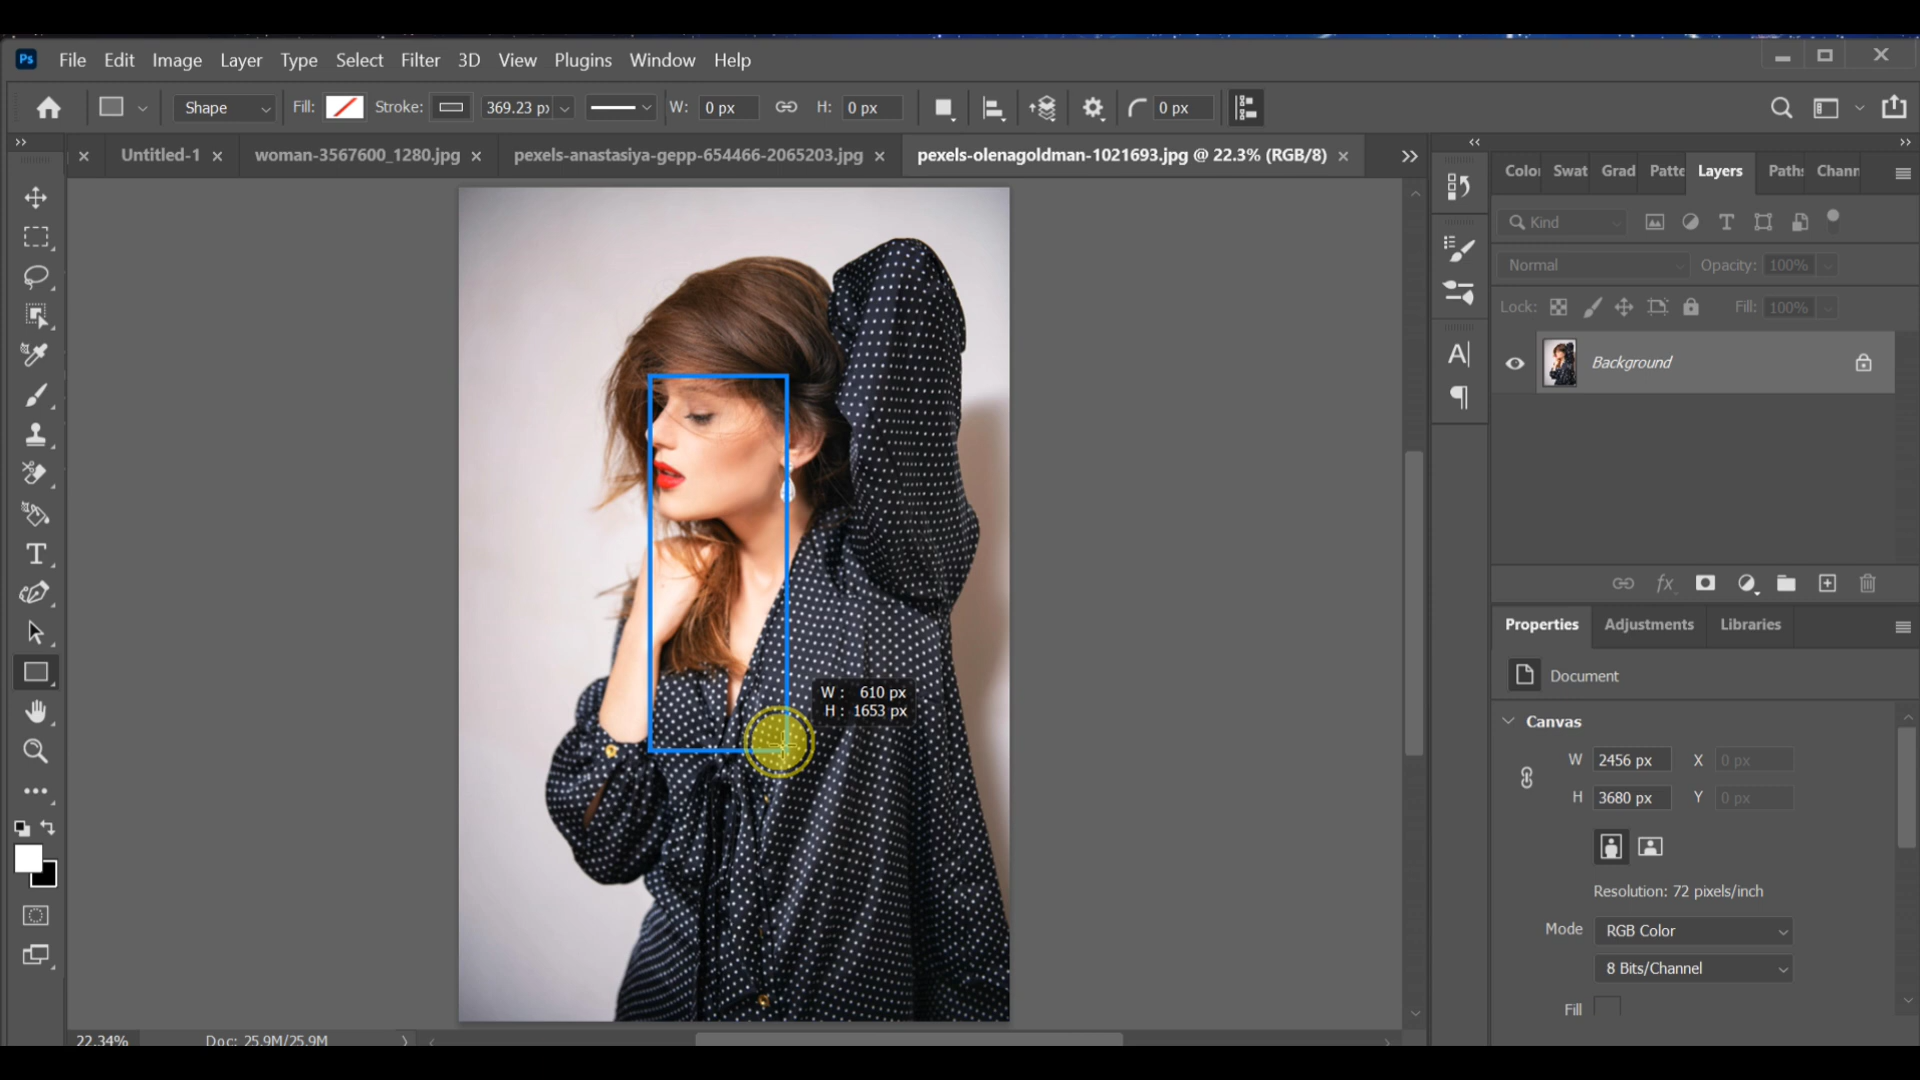 Ps File Edit Image Layer Type Select Filter 3D View Plugins Window Help
Shape Fill: Stroke: 369.23 px W: 0 px H: 0 px 0 px
Untitled-1 × woman-3567600_1280.jpg × pexels-anastasiya-gepp-654466-2065203.jpg × pexels-olenagoldman-1021693.jpg @ 22.3% (RGB/8) ×
Color Swat Grad Patte Layers Paths Chann
Kind
Normal Opacity: 100%
Lock: Fill: 100%
Background
W : 610 px
H : 1653 px
Properties Adjustments Libraries
Document
Canvas
W 2456 px X 0 px
H 3680 px Y 0 px
Resolution: 72 pixels/inch
Mode RGB Color
8 Bits/Channel
Fill
22.34% Doc: 25.9M/25.9M